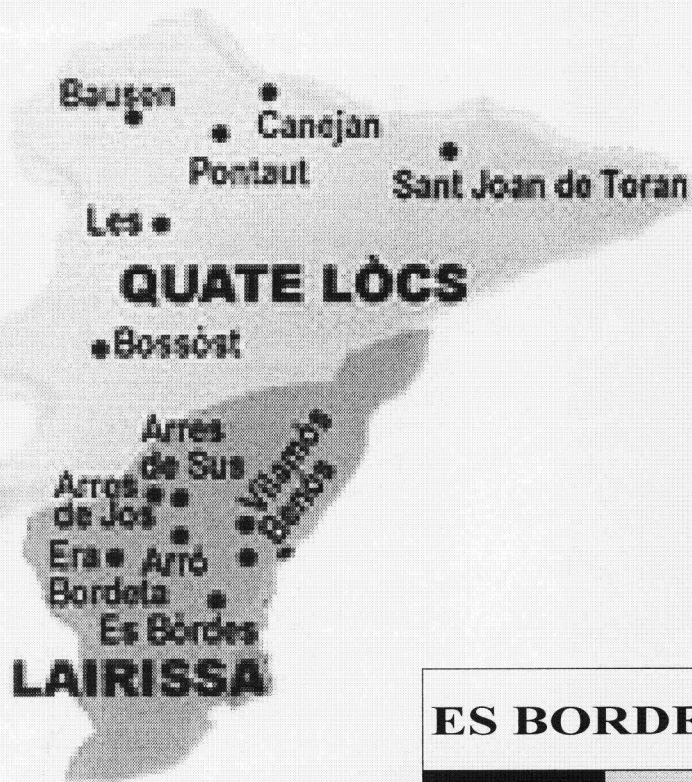 Bausen
Canejan
Pontaut
Sant Joan de Toran
Les
QUATE LÒCS
Bossòst
Arres
de Sus
Vilamòs
Benòs
Arres
de Jos
Era
Bordeta
Arró
Es Bòrdes
LAIRISSA
ES BORDE